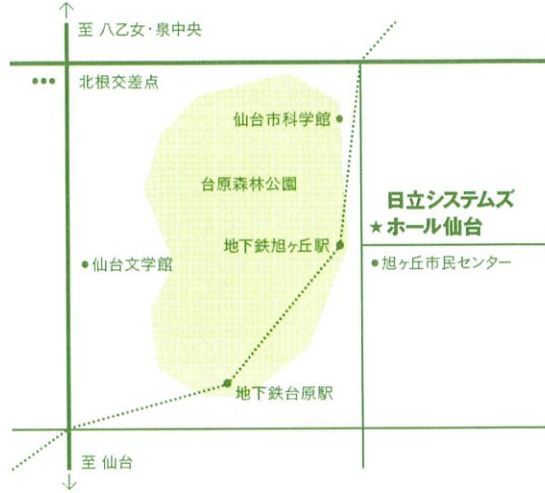 至 八乙女・泉中央
北根交差点
仙台市科学館
台原森林公園
日立システムズ
★ホール仙台
地下鉄旭ヶ丘駅
仙台文学館
旭ヶ丘市民センター
地下鉄台原駅
至 仙台